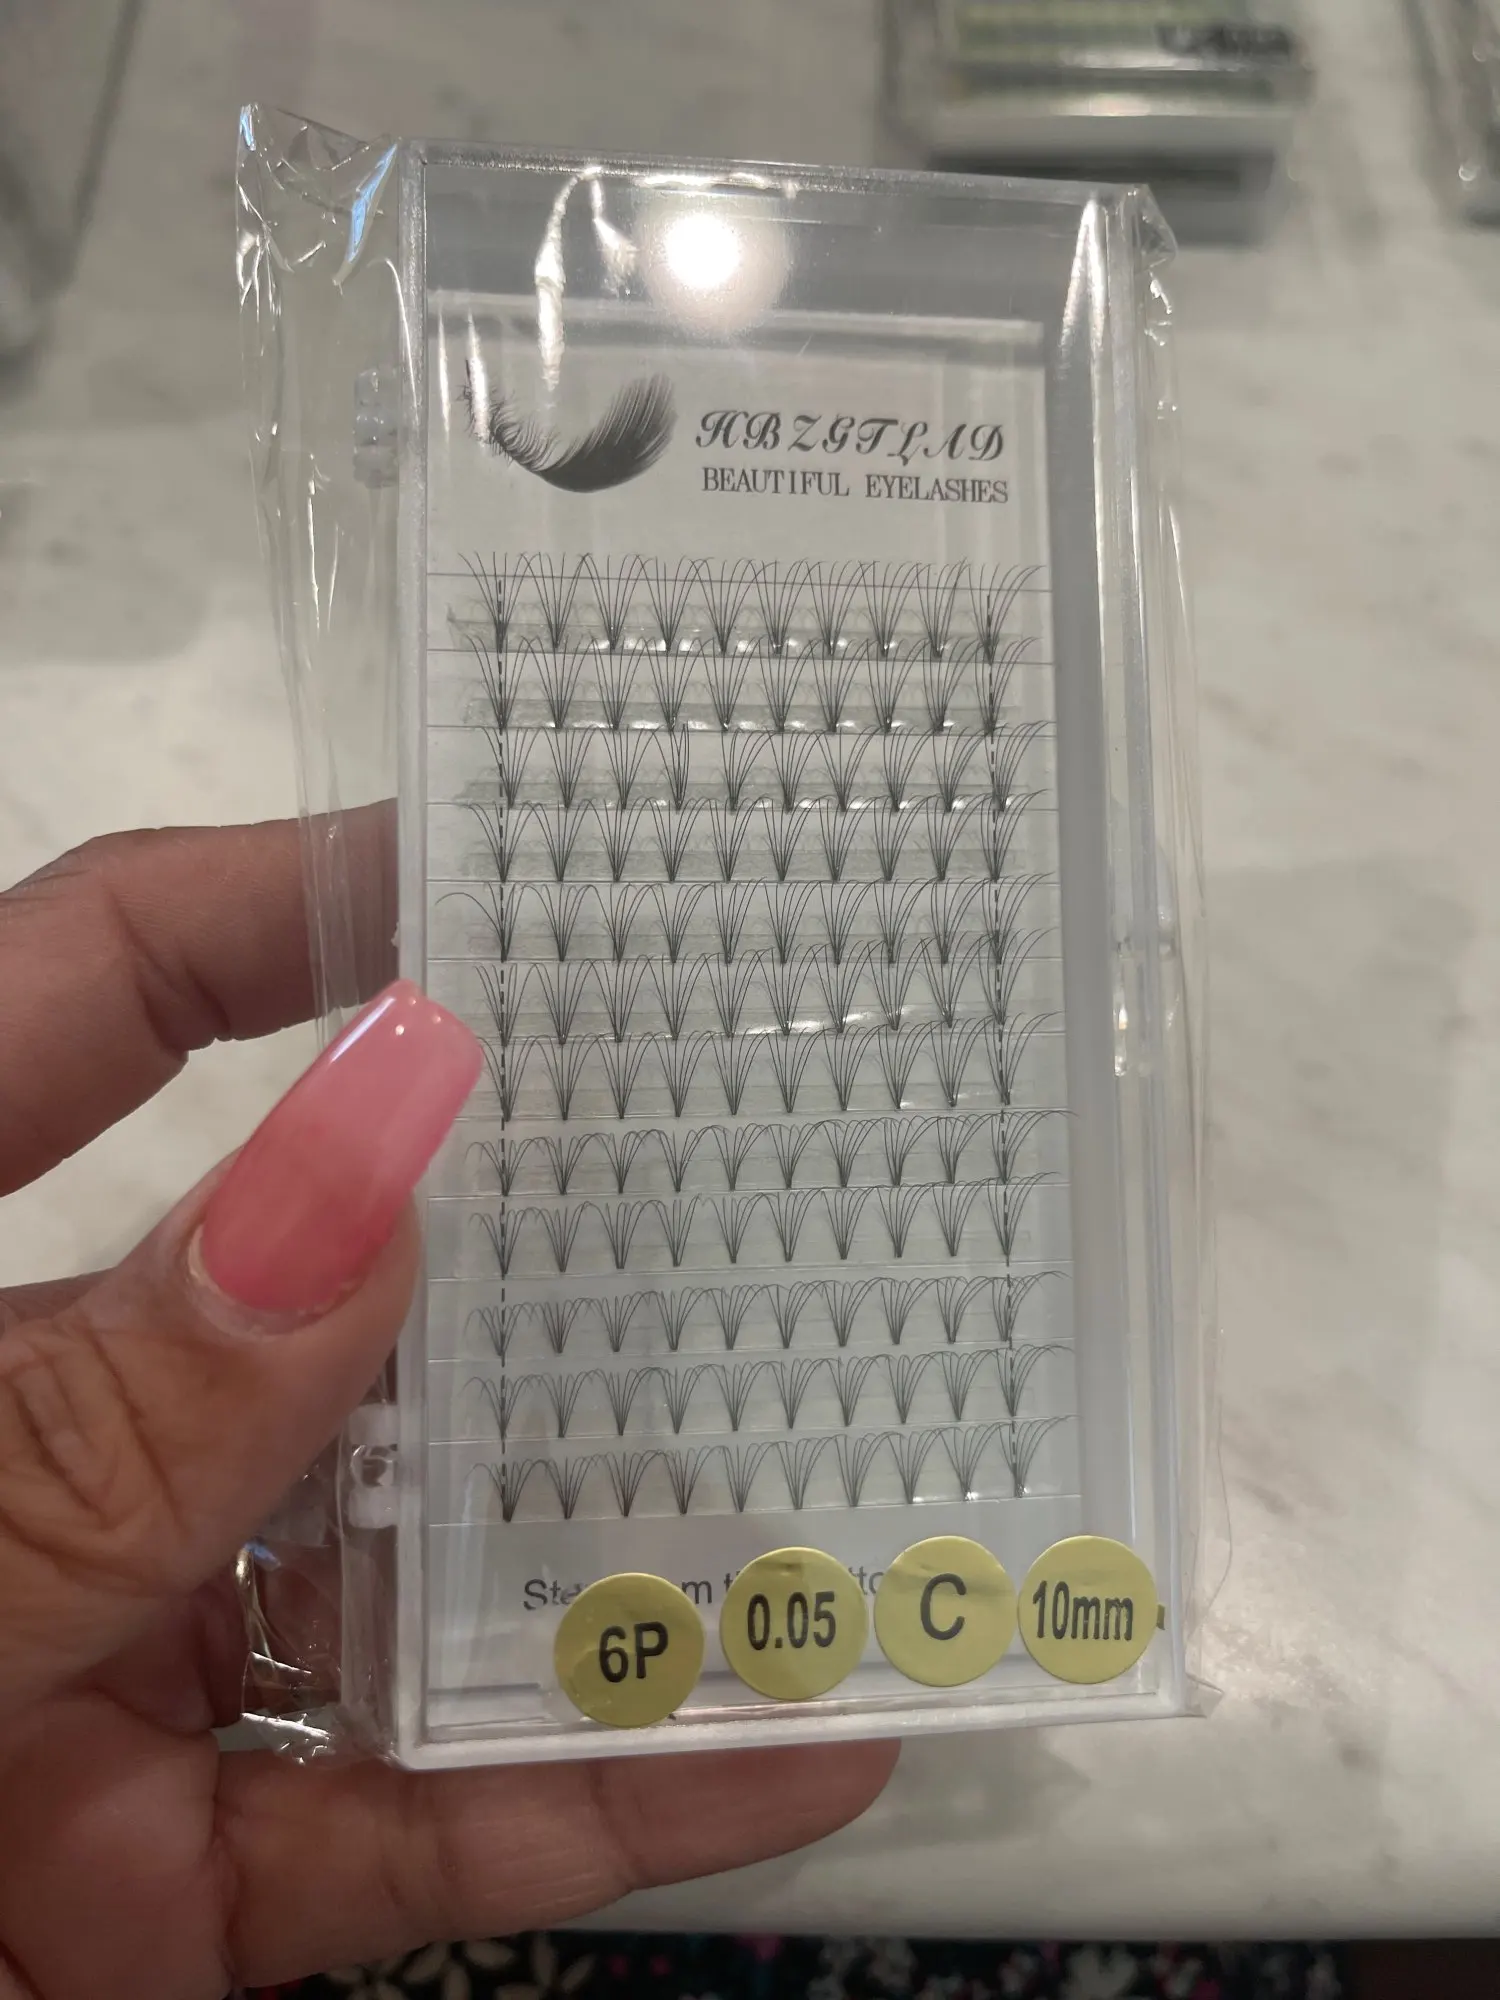 HBZGTLAD
BEAUTIFUL EYELASHES
6P
0.05
C
10mm